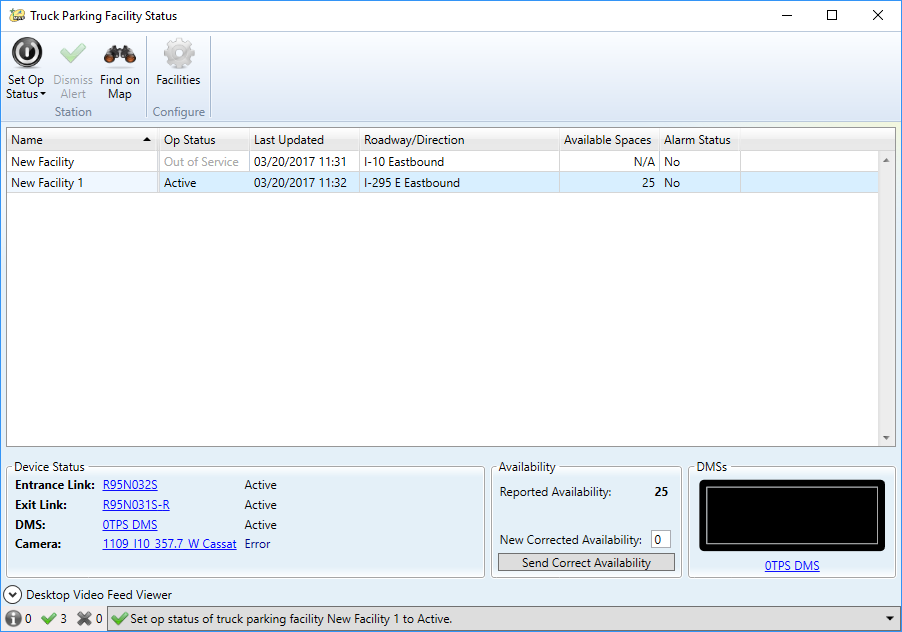 Truck Parking Facility Status
Set Op Status
Dismiss Alert
Find on Map
Facilities
Station
Configure
Name Op Status Last Updated Roadway/Direction Available Spaces Alarm Status
New Facility Out of Service 03/20/2017 11:31 I-10 Eastbound N/A No
New Facility 1 Active 03/20/2017 11:32 I-295 E Eastbound 25 No
Device Status
Entrance Link: R95N032S Active
Exit Link: R95N031S-R Active
DMS: 0TPS DMS Active
Camera: 1109_I10_357.7_W_Cassat Error
Availability
Reported Availability: 25
New Corrected Availability: 0
Send Correct Availability
DMSs
0TPS DMS
Desktop Video Feed Viewer
0 3 0 Set op status of truck parking facility New Facility 1 to Active.